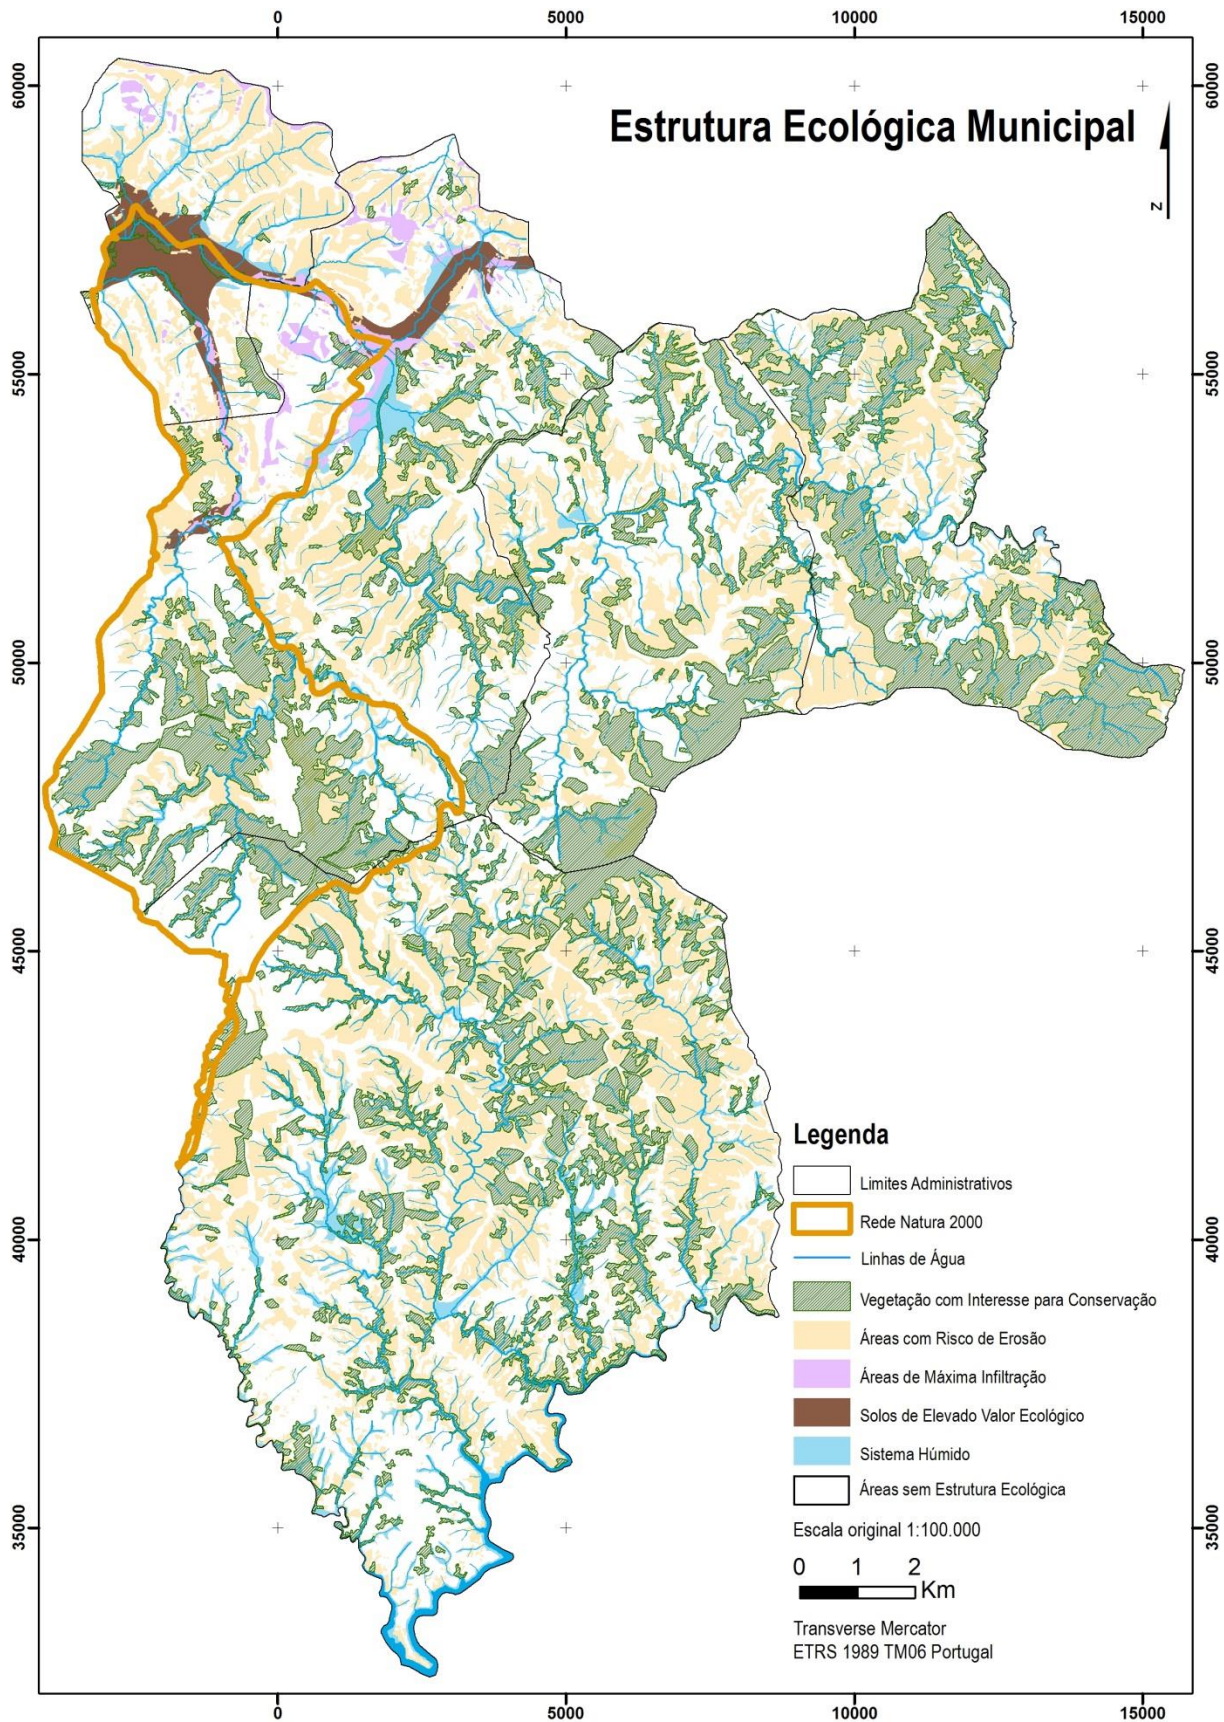 0 5000 10000 15000
60000 60000
Estrutura Ecológica Municipal
z
55000 55000
50000 50000
45000 45000
Legenda
Limites Administrativos
Rede Natura 2000
Linhas de Água
40000 40000
Vegetação com Interesse para Conservação
Áreas com Risco de Erosão
Áreas de Máxima Infiltração
Solos de Elevado Valor Ecológico
Sistema Húmido
Áreas sem Estrutura Ecológica
35000 35000
Escala original 1:100.000
0 1 2
Km
Transverse Mercator
ETRS 1989 TM06 Portugal
0 5000 10000 15000